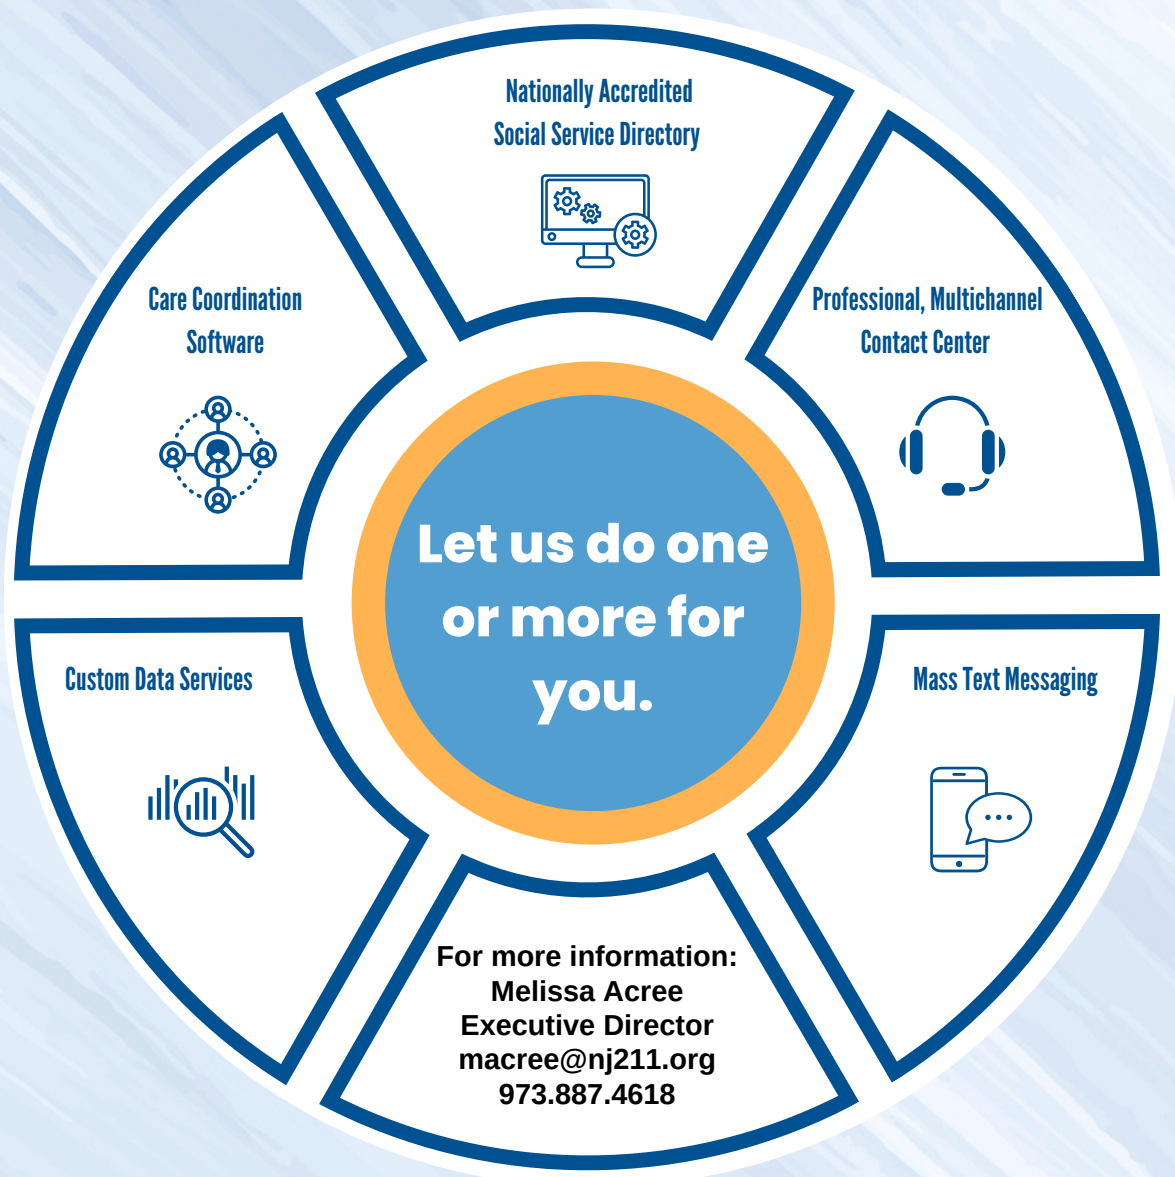 Nationally Accredited
Social Service Directory
Care Coordination
Software
Professional, Multichannel
Contact Center
Let us do one
or more for
you.
Custom Data Services
Mass Text Messaging
For more information:
Melissa Acree
Executive Director
macree@nj211.org
973.887.4618